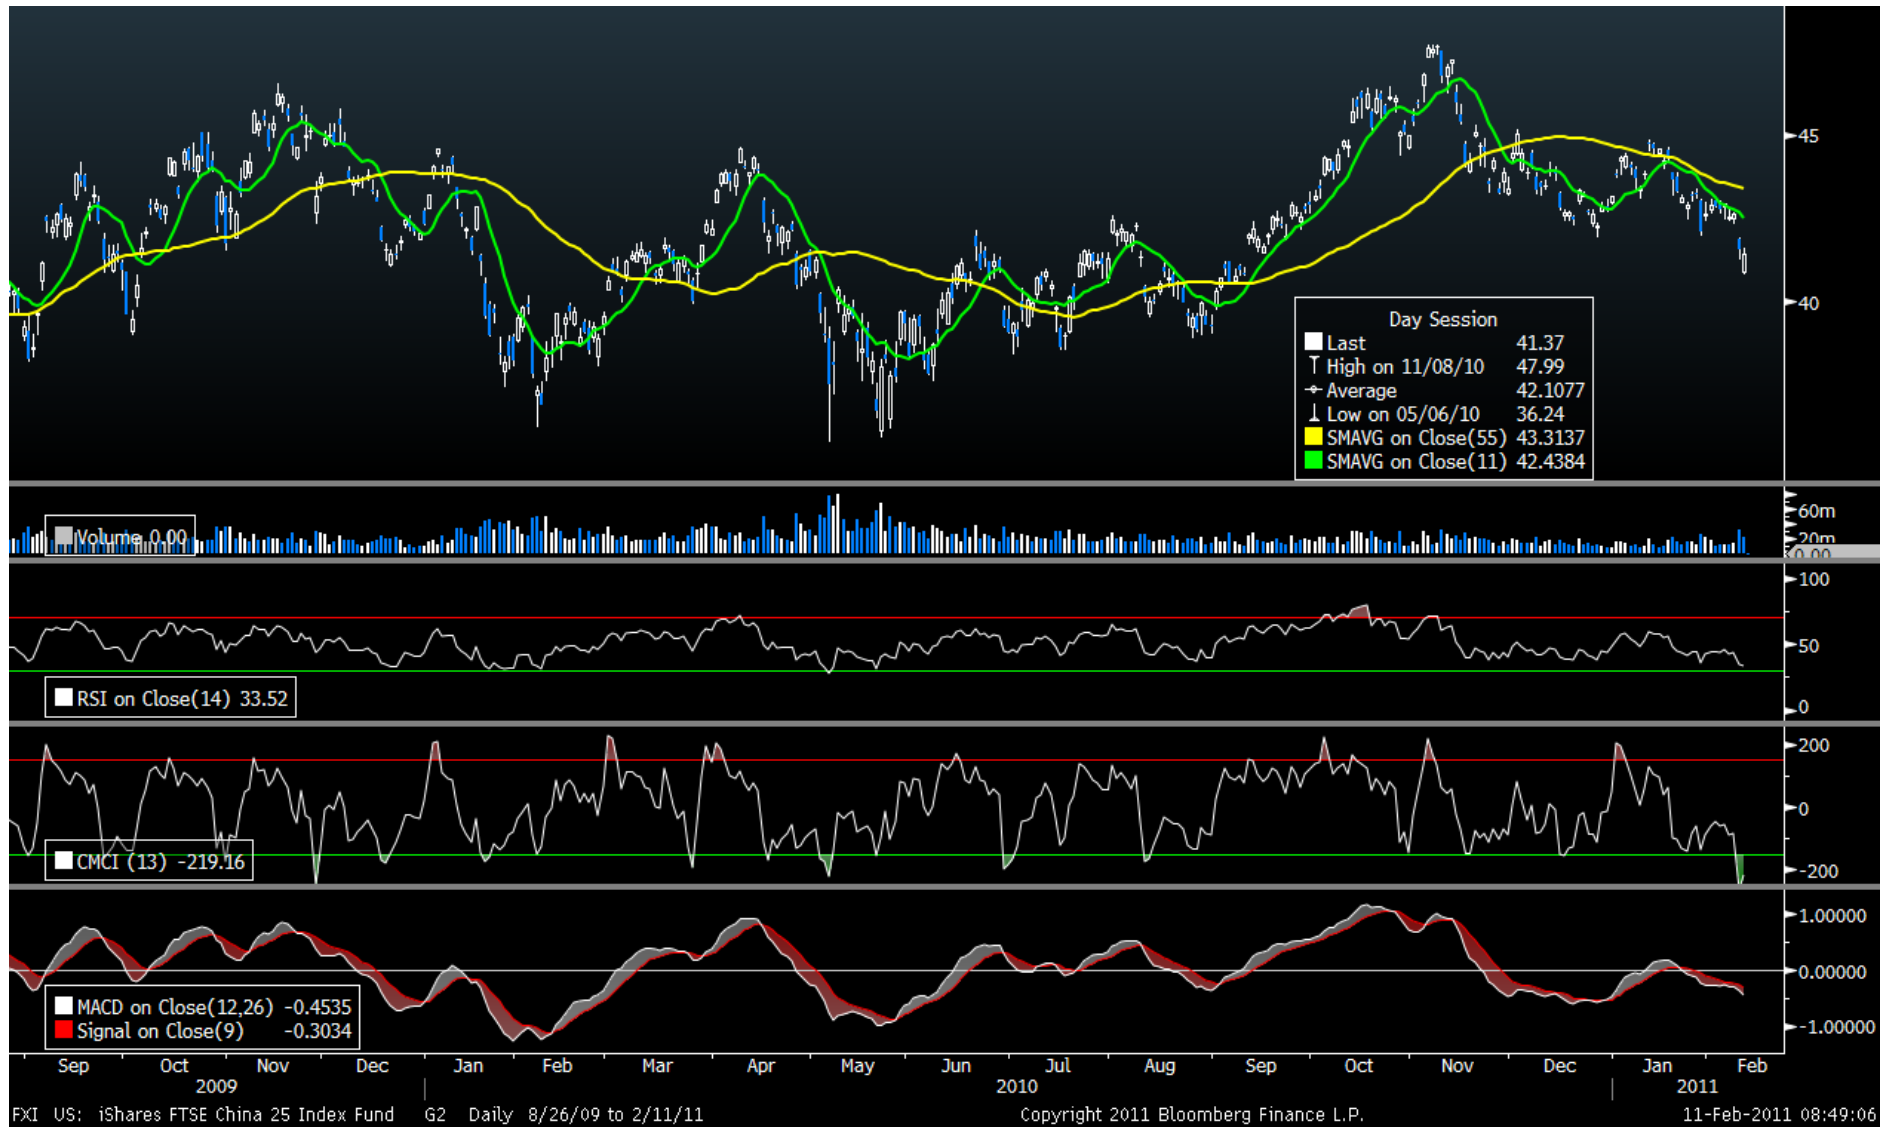 45
40
Day Session
Last 41.37
High on 11/08/10 47.99
Average 42.1077
Low on 05/06/10 36.24
SMAVG on Close(55) 43.3137
SMAVG on Close(11) 42.4384
60m
20m
0.00
Volume 0.00
100
50
0
RSI on Close(14) 33.52
200
0
-200
CMCI (13) -219.16
1.00000
0.00000
-1.00000
MACD on Close(12,26) -0.4535
Signal on Close(9) -0.3034
Sep Oct Nov Dec Jan Feb Mar Apr May Jun Jul Aug Sep Oct Nov Dec Jan Feb
2009 2010 2011
FXI US: iShares FTSE China 25 Index Fund G2 Daily 8/26/09 to 2/11/11 Copyright 2011 Bloomberg Finance L.P. 11-Feb-2011 08:49:06